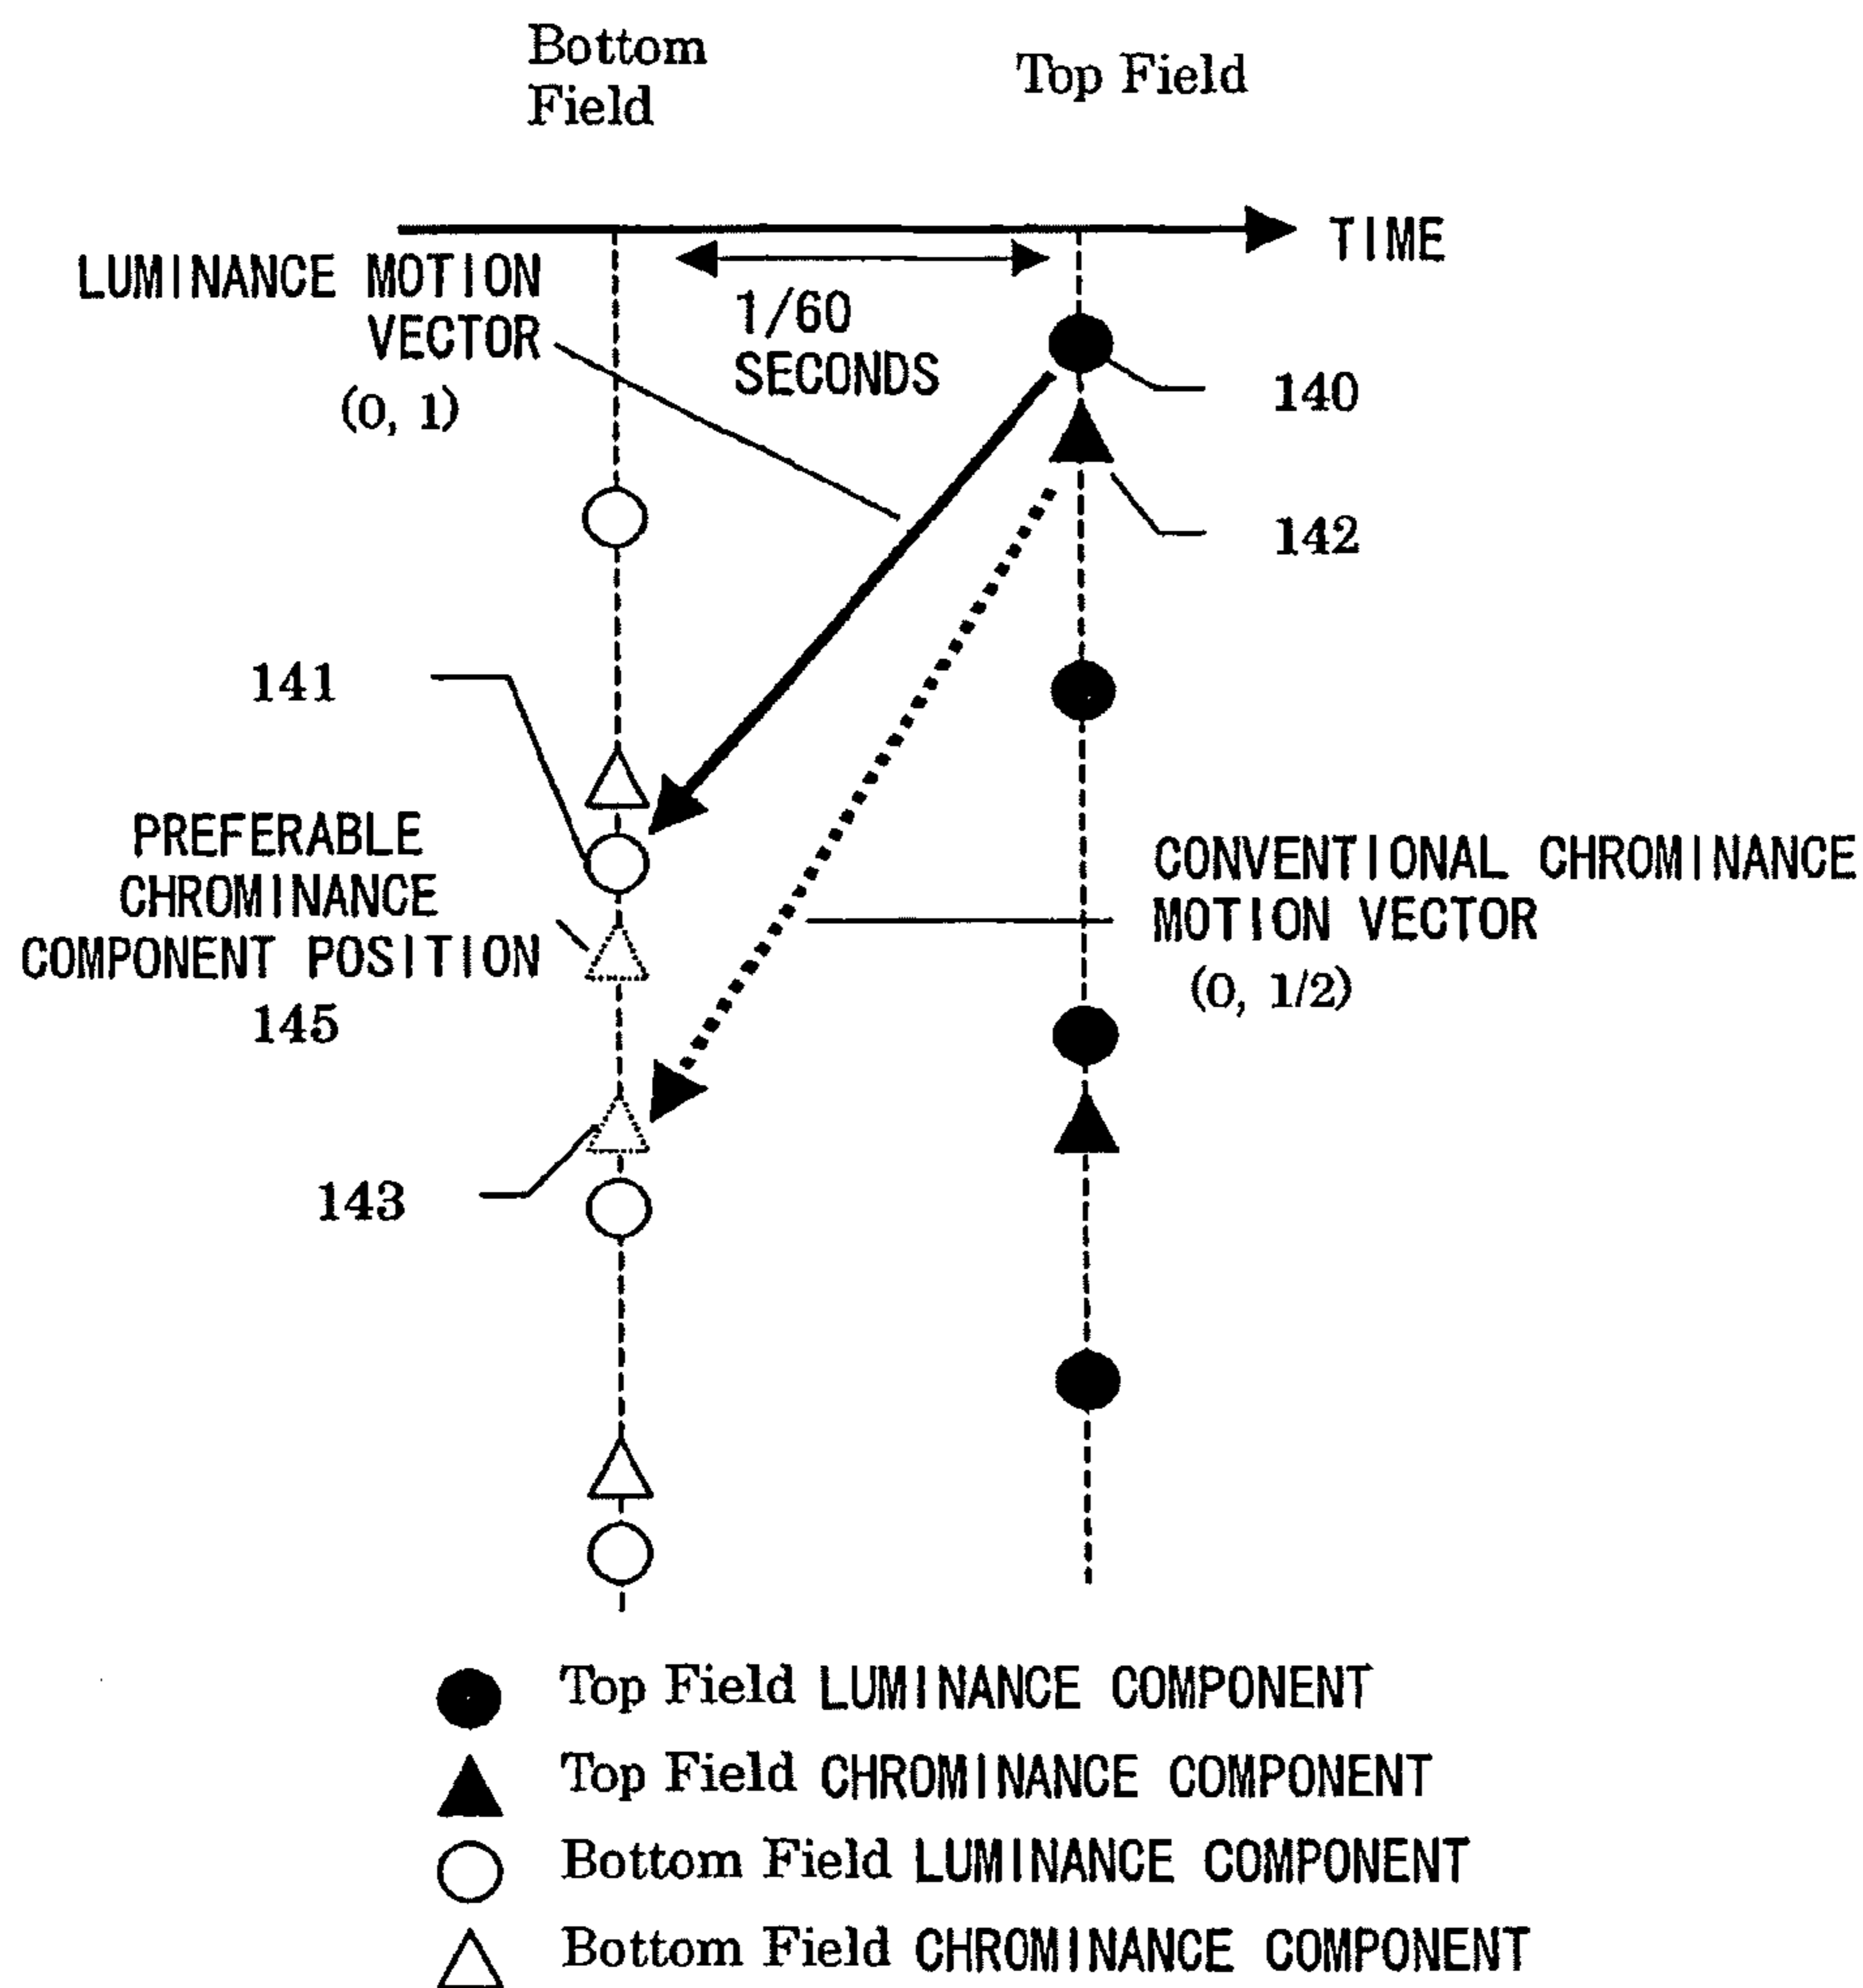 Bottom
Field
Top Field
TIME
LUMINANCE MOTION
VECTOR
(0, 1)
1/60
SECONDS
140
142
141
PREFERABLE
CHROMINANCE
COMPONENT POSITION
145
CONVENTIONAL CHROMINANCE
MOTION VECTOR
(0, 1/2)
143
Top Field LUMINANCE COMPONENT
Top Field CHROMINANCE COMPONENT
Bottom Field LUMINANCE COMPONENT
Bottom Field CHROMINANCE COMPONENT